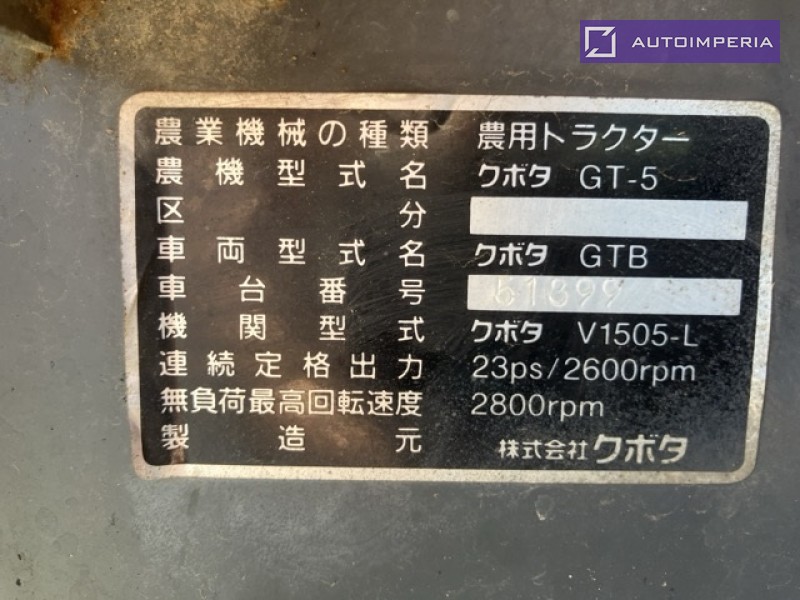 AUTOIMPERIA
農業機械の種類 農用トラクター
農機型式名 クボタ GT-5
区分
車両型式名 クボタ GTB
車台番号 51399
機関型式 クボタ V1505-L
連続定格出力 23ps/2600rpm
無負荷最高回転速度 2800rpm
製造元 株式会社クボタ